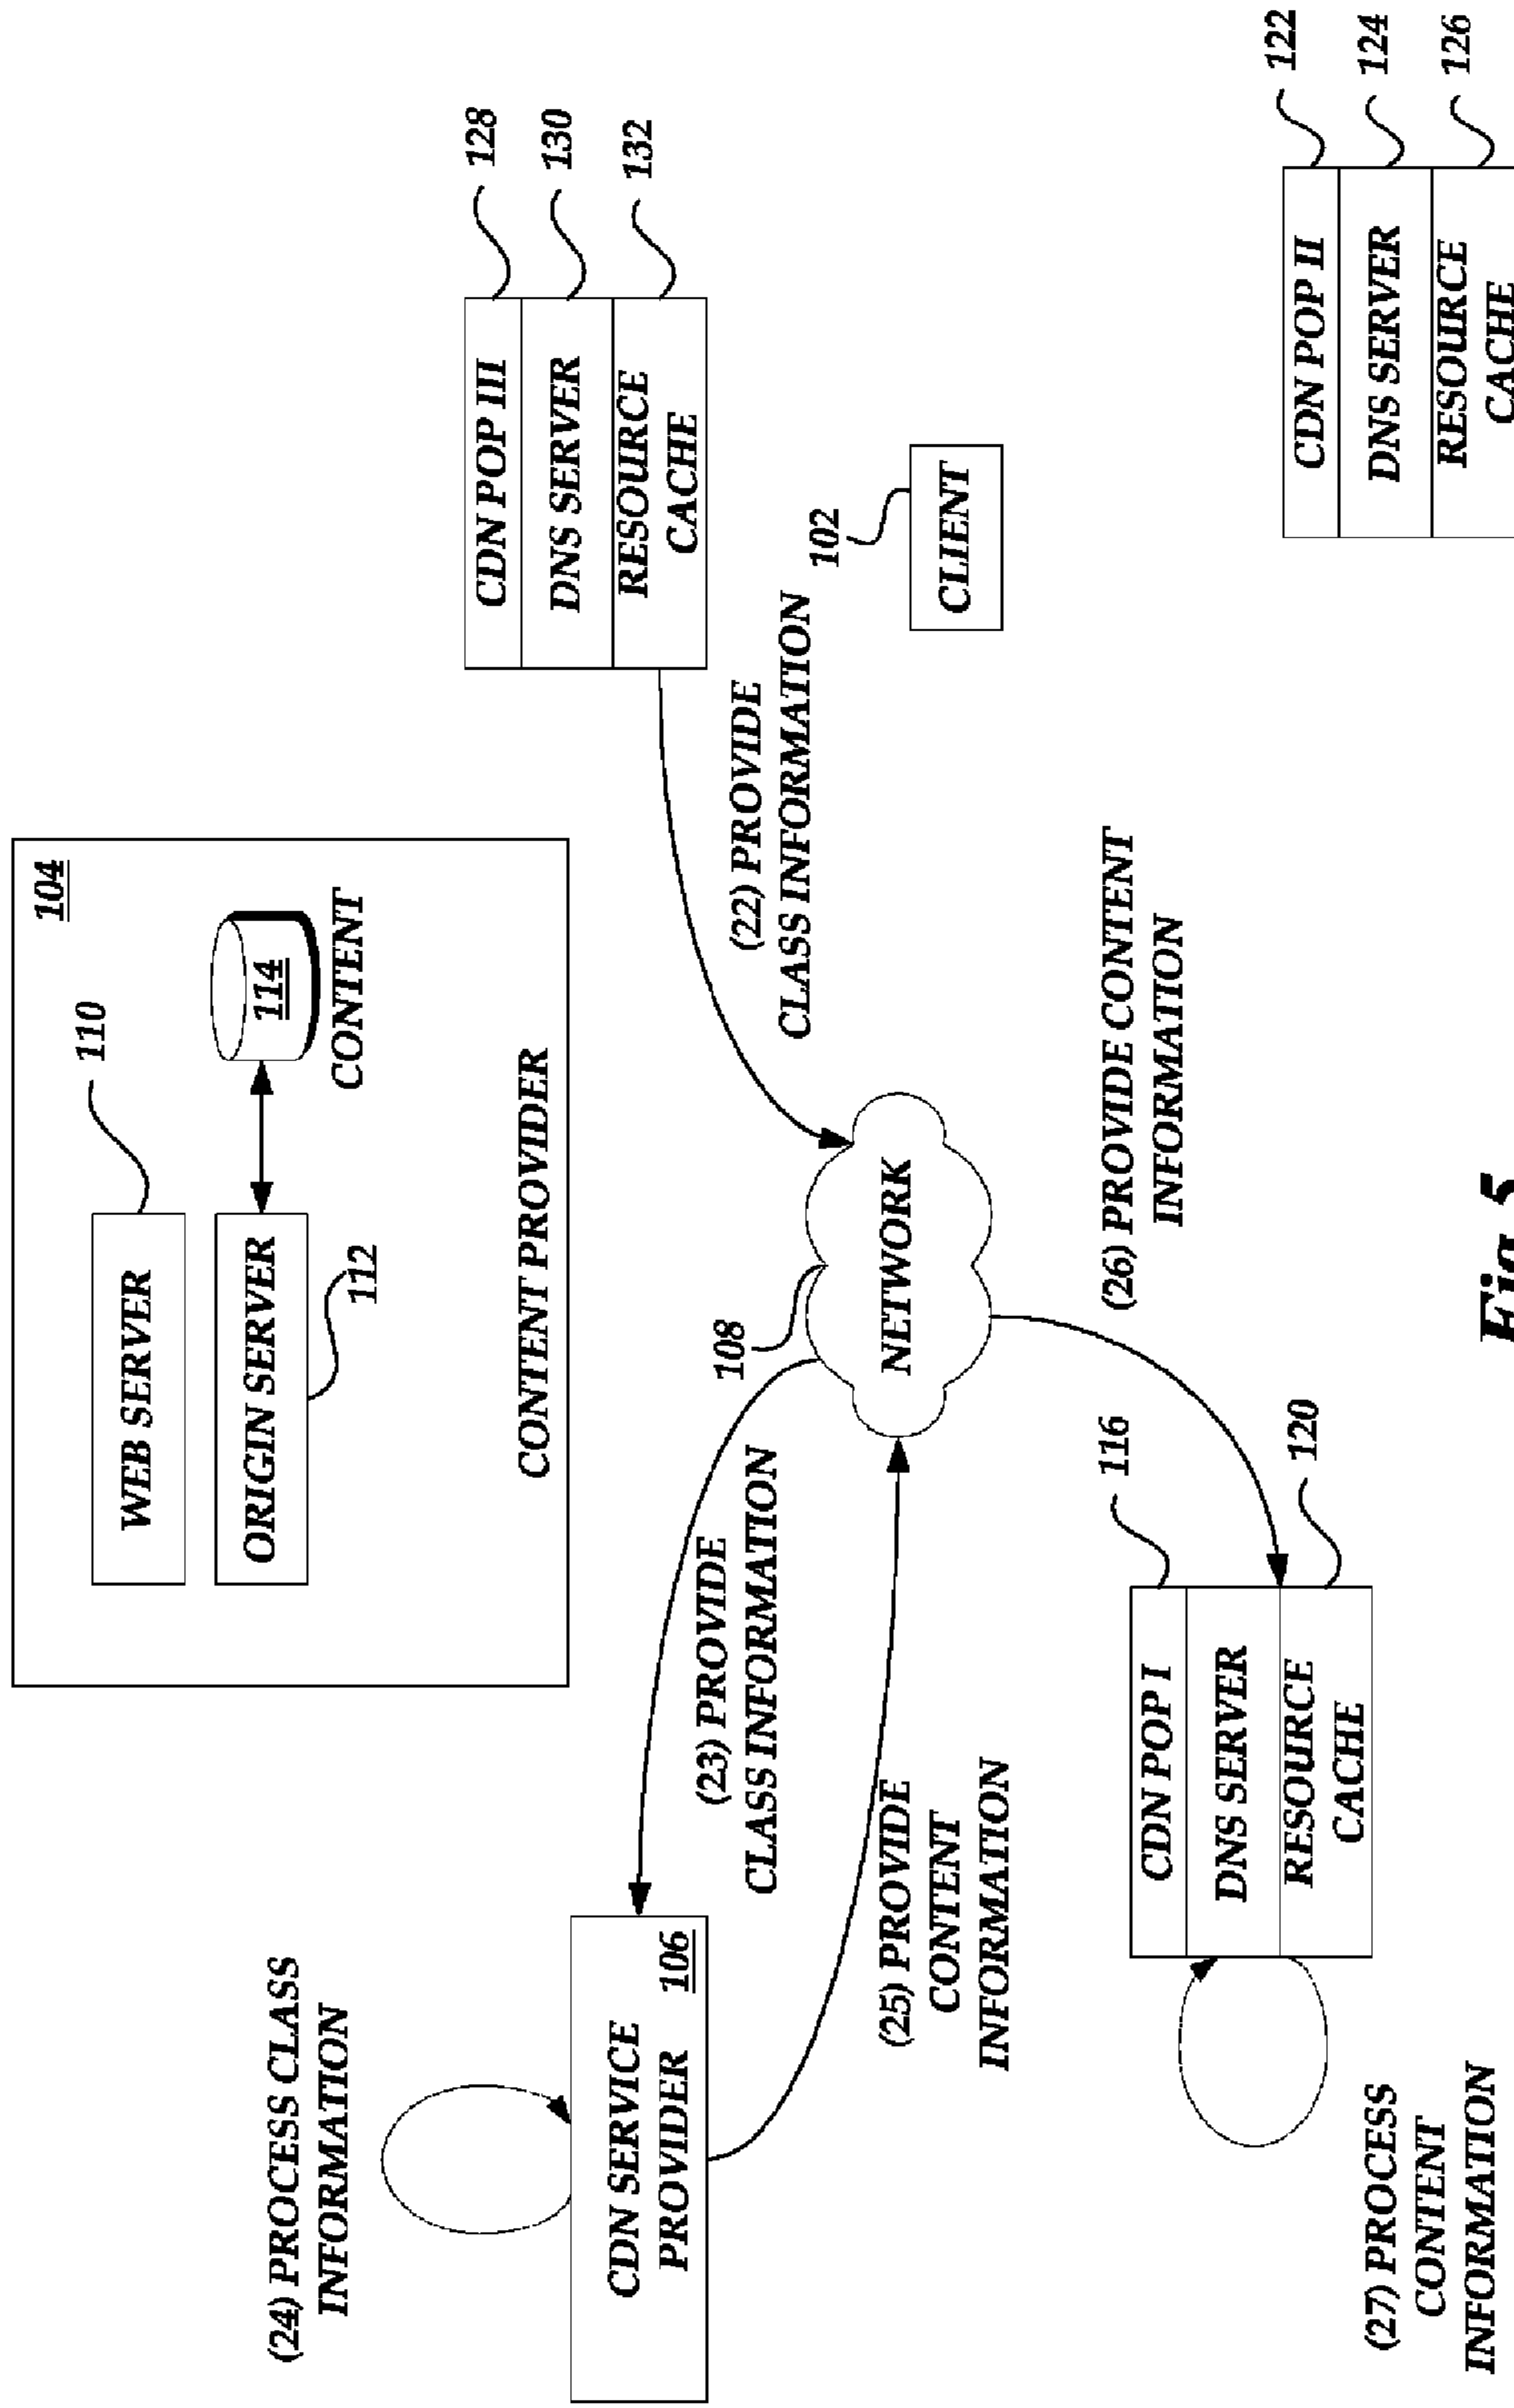 104
110
WEB SERVER
ORIGIN SERVER
112
114
CONTENT
CONTENT PROVIDER
(24) PROCESS CLASS
INFORMATION
CDN SERVICE
PROVIDER
106
(23) PROVIDE
CLASS INFORMATION
(25) PROVIDE
CONTENT
INFORMATION
108
NETWORK
(22) PROVIDE
CLASS INFORMATION
CDN POP III
DNS SERVER
RESOURCE
CACHE
128
130
132
102
CLIENT
(26) PROVIDE CONTENT
INFORMATION
116
120
CDN POP I
DNS SERVER
RESOURCE
CACHE
(27) PROCESS
CONTENT
INFORMATION
CDN POP II
DNS SERVER
RESOURCE
CACHE
122
124
126
Fig. 5